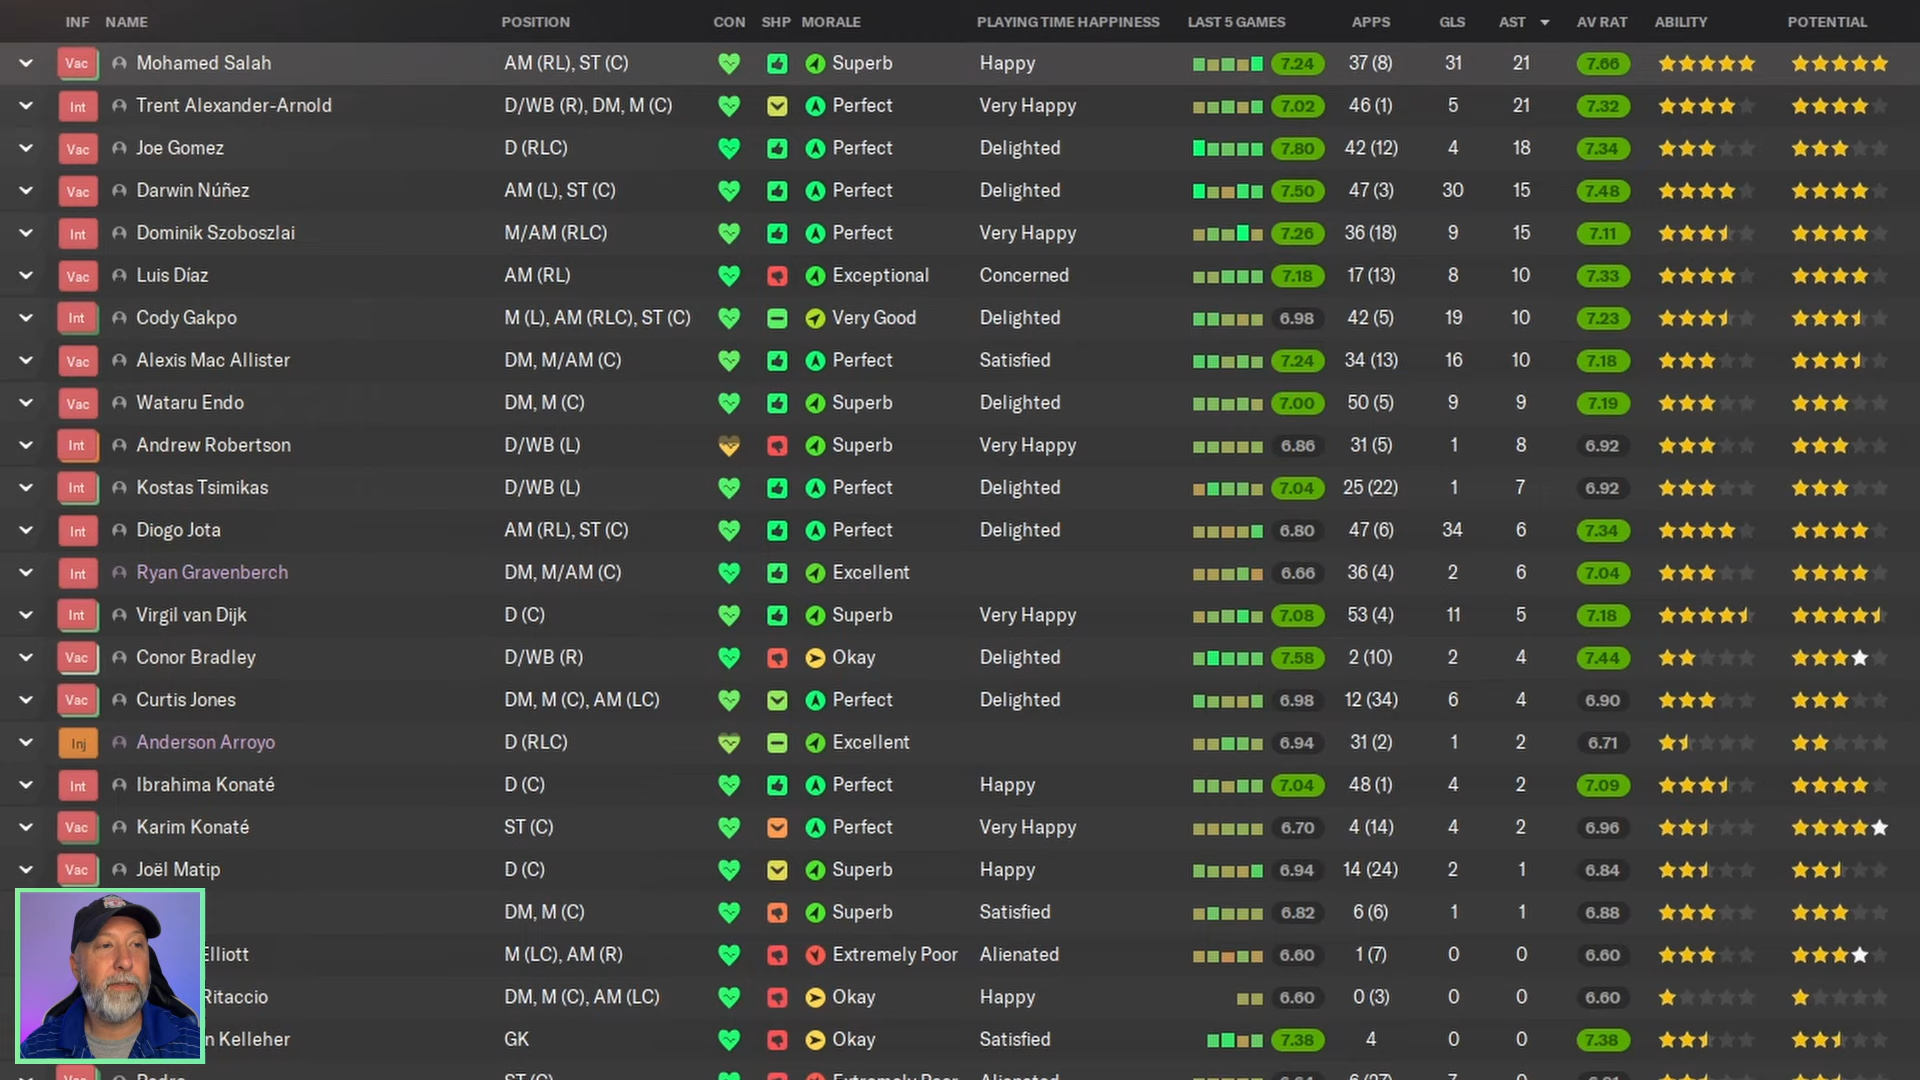 INF NAME POSITION CON SHP MORALE PLAYING TIME HAPPINESS LAST 5 GAMES APPS GLS AST AV RAT ABILITY POTENTIAL
Vac Mohamed Salah AM (RL), ST (C) Superb Happy 7.24 37 (8) 31 21 7.66
Int Trent Alexander-Arnold D/WB (R), DM, M (C) Perfect Very Happy 7.02 46 (1) 5 21 7.32
Vac Joe Gomez D (RLC) Perfect Delighted 7.80 42 (12) 4 18 7.34
Vac Darwin Núñez AM (L), ST (C) Perfect Delighted 7.50 47 (3) 30 15 7.48
Int Dominik Szoboszlai M/AM (RLC) Perfect Very Happy 7.26 36 (18) 9 15 7.11
Vac Luis Díaz AM (RL) Exceptional Concerned 7.18 17 (13) 8 10 7.33
Int Cody Gakpo M (L), AM (RLC), ST (C) Very Good Delighted 6.98 42 (5) 19 10 7.23
Vac Alexis Mac Allister DM, M/AM (C) Perfect Satisfied 7.24 34 (13) 16 10 7.18
Vac Wataru Endo DM, M (C) Superb Delighted 7.00 50 (5) 9 9 7.19
Int Andrew Robertson D/WB (L) Superb Very Happy 6.86 31 (5) 1 8 6.92
Int Kostas Tsimikas D/WB (L) Perfect Delighted 7.04 25 (22) 1 7 6.92
Int Diogo Jota AM (RL), ST (C) Perfect Delighted 6.80 47 (6) 34 6 7.34
Int Ryan Gravenberch DM, M/AM (C) Excellent 6.66 36 (4) 2 6 7.04
Int Virgil van Dijk D (C) Superb Very Happy 7.08 53 (4) 11 5 7.18
Vac Conor Bradley D/WB (R) Okay Delighted 7.58 2 (10) 2 4 7.44
Vac Curtis Jones DM, M (C), AM (LC) Perfect Delighted 6.98 12 (34) 6 4 6.90
Inj Anderson Arroyo D (RLC) Excellent 6.94 31 (2) 1 2 6.71
Int Ibrahima Konaté D (C) Perfect Happy 7.04 48 (1) 4 2 7.09
Vac Karim Konaté ST (C) Perfect Very Happy 6.70 4 (14) 4 2 6.96
Vac Joël Matip D (C) Superb Happy 6.94 14 (24) 2 1 6.84
DM, M (C) Superb Satisfied 6.82 6 (6) 1 1 6.88
Elliott M (LC), AM (R) Extremely Poor Alienated 6.60 1 (7) 0 0 6.60
Ritaccio DM, M (C), AM (LC) Okay Happy 6.60 0 (3) 0 0 6.60
n Kelleher GK Okay Satisfied 7.38 4 0 0 7.38